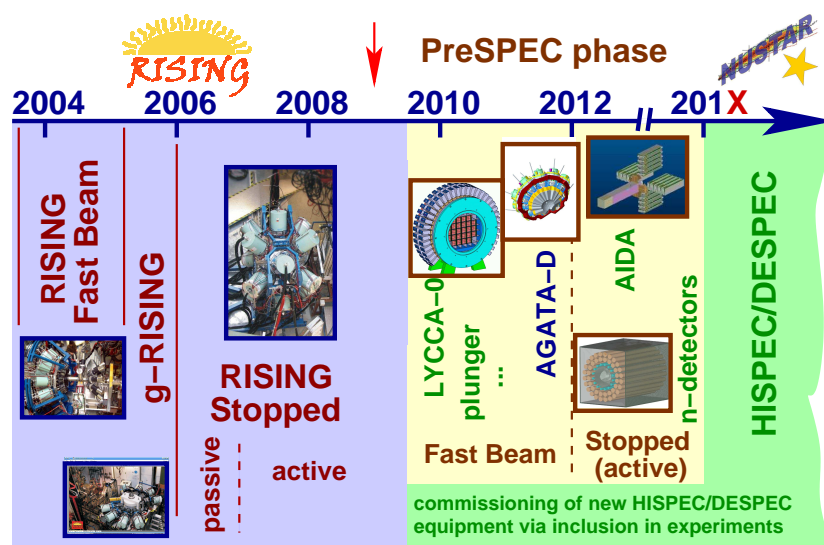 RISING
PreSPEC phase
NUSTAR
2004 2006 2008 2010 2012 201X
RISING
Fast Beam
g-RISING
RISING
Stopped
passive
active
LYCCA-0
plunger
...
AGATA-D
AIDA
n-detectors
HISPEC/DESPEC
Fast Beam
Stopped
(active)
commissioning of new HISPEC/DESPEC
equipment via inclusion in experiments